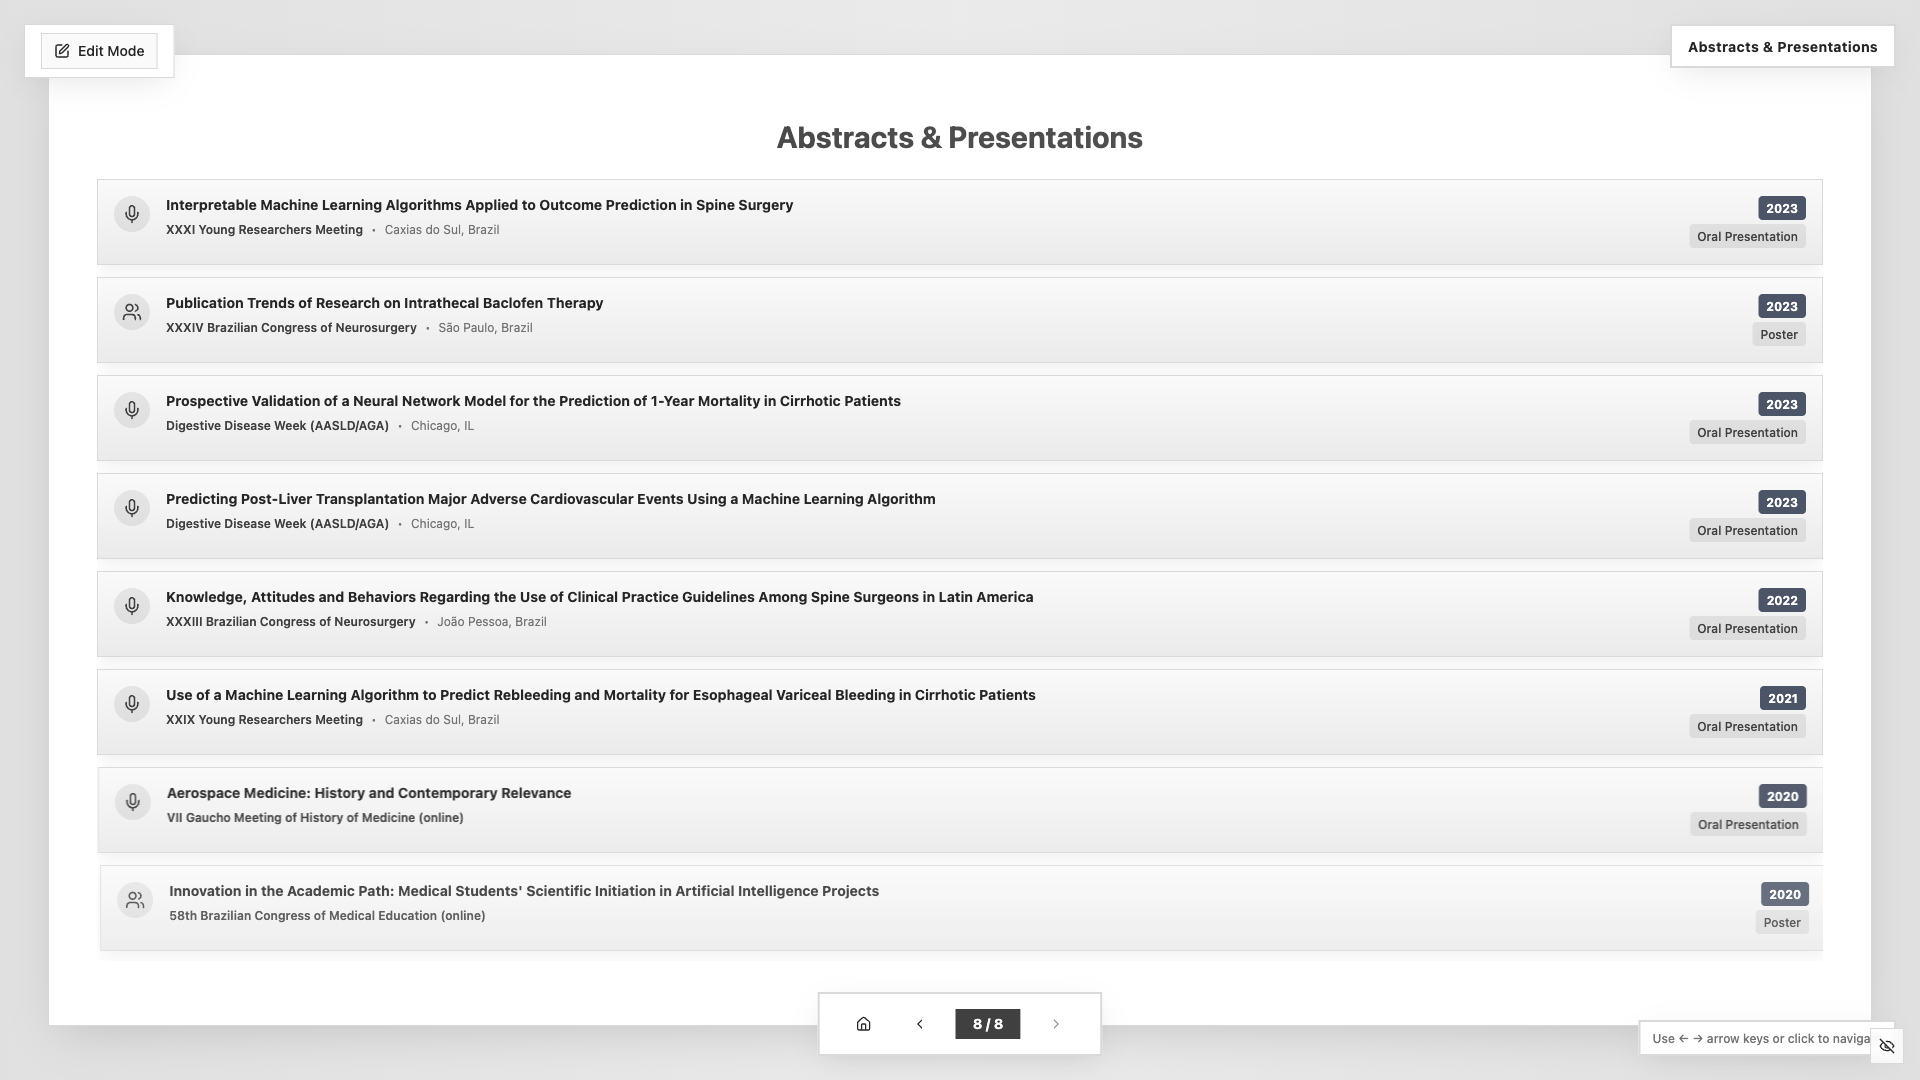 Edit Mode
Abstracts & Presentations
Abstracts & Presentations
Interpretable Machine Learning Algorithms Applied to Outcome Prediction in Spine Surgery
XXXI Young Researchers Meeting • Caxias do Sul, Brazil
2023
Oral Presentation
Publication Trends of Research on Intrathecal Baclofen Therapy
XXXIV Brazilian Congress of Neurosurgery • São Paulo, Brazil
2023
Poster
Prospective Validation of a Neural Network Model for the Prediction of 1-Year Mortality in Cirrhotic Patients
Digestive Disease Week (AASLD/AGA) • Chicago, IL
2023
Oral Presentation
Predicting Post-Liver Transplantation Major Adverse Cardiovascular Events Using a Machine Learning Algorithm
Digestive Disease Week (AASLD/AGA) • Chicago, IL
2023
Oral Presentation
Knowledge, Attitudes and Behaviors Regarding the Use of Clinical Practice Guidelines Among Spine Surgeons in Latin America
XXXIII Brazilian Congress of Neurosurgery • João Pessoa, Brazil
2022
Oral Presentation
Use of a Machine Learning Algorithm to Predict Rebleeding and Mortality for Esophageal Variceal Bleeding in Cirrhotic Patients
XXIX Young Researchers Meeting • Caxias do Sul, Brazil
2021
Oral Presentation
Aerospace Medicine: History and Contemporary Relevance
VII Gaucho Meeting of History of Medicine (online)
2020
Oral Presentation
Innovation in the Academic Path: Medical Students' Scientific Initiation in Artificial Intelligence Projects
58th Brazilian Congress of Medical Education (online)
2020
Poster
8 / 8
Use ← → arrow keys or click to naviga